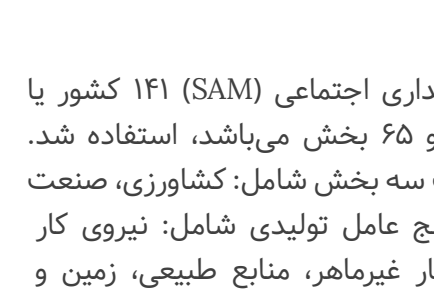 داری اجتماعی (SAM) ۱۴۱ کشور یا
و ۶۵ بخش می‌باشد، استفاده شد.
سه بخش شامل: کشاورزی، صنعت
عامل تولیدی شامل: نیروی کار
غیرماهر، منابع طبیعی، زمین و